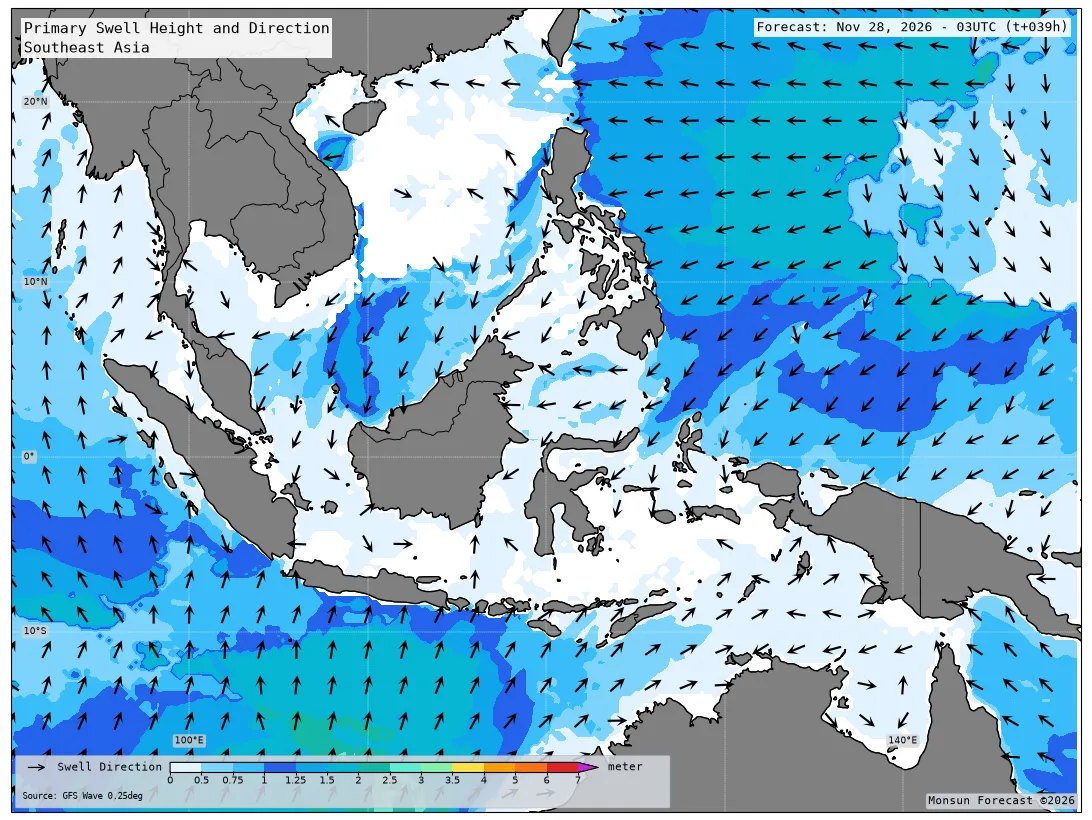 Primary Swell Height and Direction
Southeast Asia
Forecast: Nov 28, 2026 - 03UTC (t+039h)
20°N
10°N
0°
10°S
100°E
140°E
Swell Direction
meter
0 0.5 0.75 1 1.25 1.5 2 2.5 3 3.5 4 5 6 7
Source: GFS Wave 0.25deg
Monsun Forecast ©2026